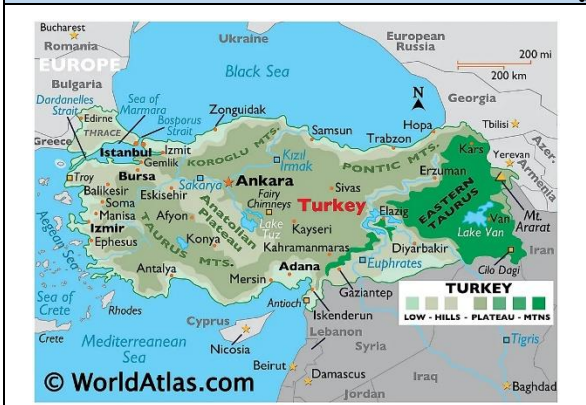 Bucharest
Romania
Ukraine
European
Russia
200 mi
200 km
EUROPE
Black Sea
N
Bulgaria
Georgia
Dardanelles
Strait
Sea of
Marmara
Bosporus
Strait
Zonguldak
Edirne
THRACE
Samsun
Hopa
Trabzon
Tbilisi
Azer.
Greece
Istanbul
Izmit
Gemlik
KOROGLU MTS.
Kizil
Irmak
PONTIC MTS.
Kars
Yerevan
Armenia
Troy
Bursa
Sakarya
Ankara
Erzuman
Balikesir
Eskisehir
Fairy
Chimneys
Sivas
Soma
Manisa
Afyon
Anatolian
Plateau
Turkey
Elazig
EASTERN
TAURUS
Mt.
Ararat
Izmir
Ephesus
Lake
Tuz
Kayseri
Van
Lake Van
Aegean Sea
TAURUS MTS.
Konya
Kahramanmaras
Diyarbakir
Iran
Antalya
Mersin
Adana
Euphrates
Cilo Dagi
Gaziantep
Sea of
Crete
Rhodes
Antioch
Iskenderun
TURKEY
LOW - HILLS - PLATEAU - MTNS
Crete
Cyprus
Nicosia
Lebanon
Syria
Tigris
Mediterranean
Sea
Beirut
Damascus
Iraq
Baghdad
Jordan
© WorldAtlas.com